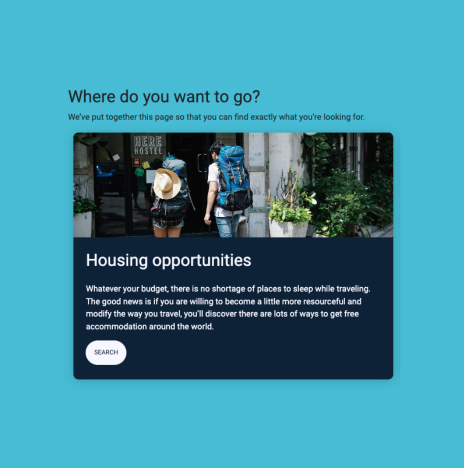 Where do you want to go?
We've put together this page so that you can find exactly what you're looking for.
HERE
HOSTEL
Housing opportunities
Whatever your budget, there is no shortage of places to sleep while traveling.
The good news is if you are willing to become a little more resourceful and
modify the way you travel, you'll discover there are lots of ways to get free
accommodation around the world.
SEARCH